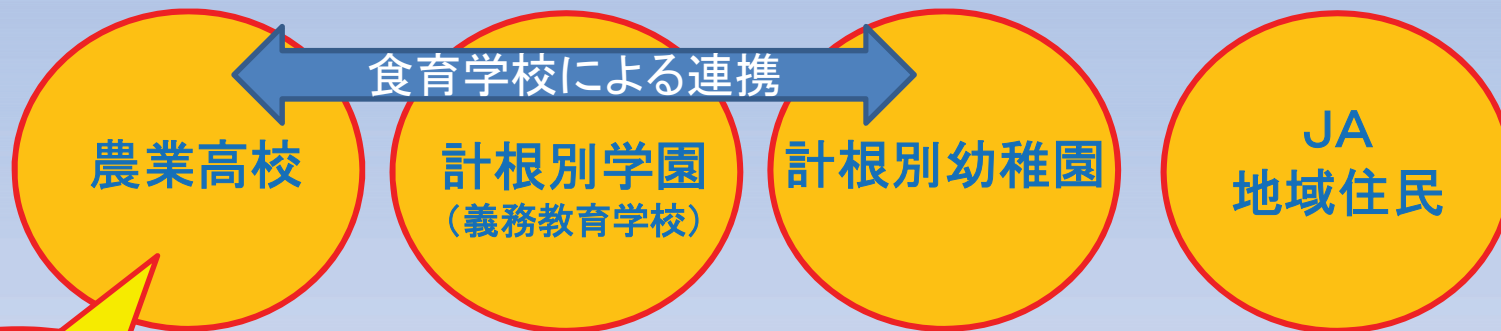 食育学校による連携
農業高校
計根別学園
（義務教育学校）
計根別幼稚園
JA
地域住民